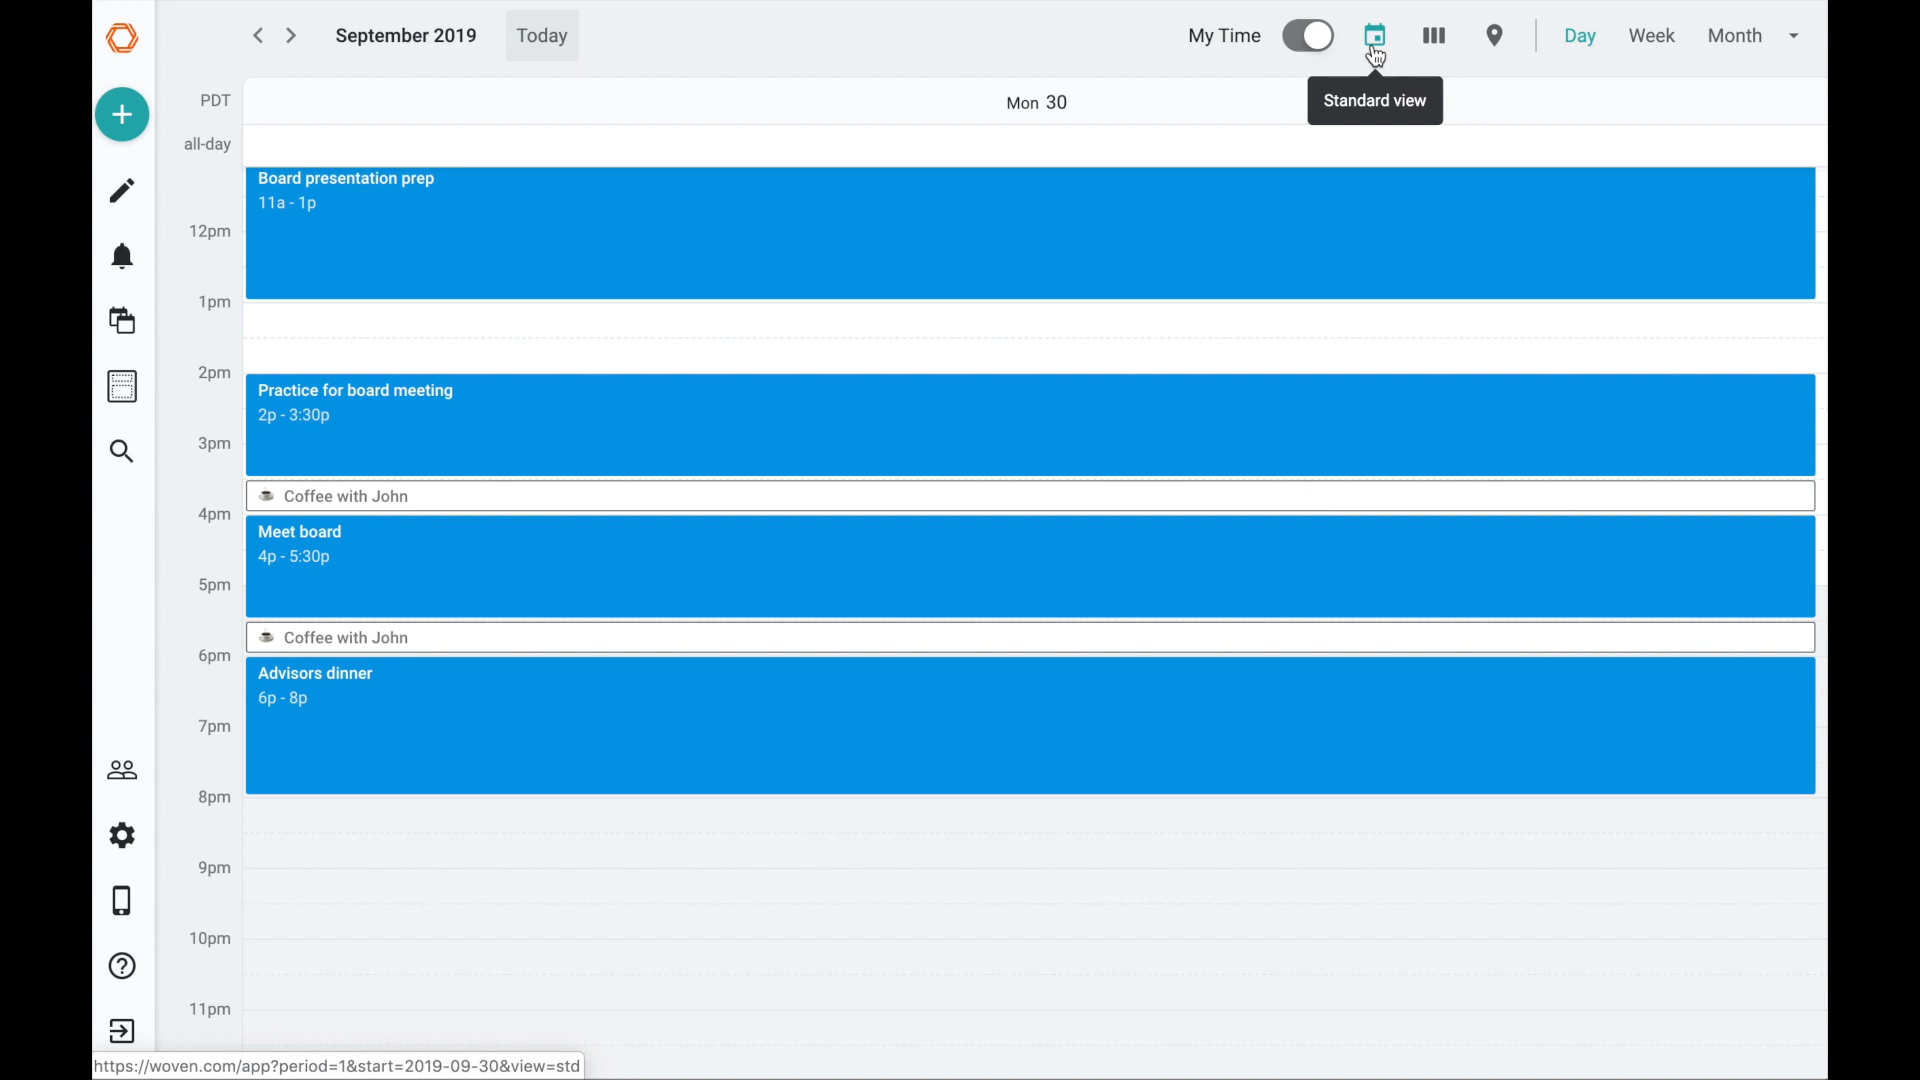 September 2019
Today
My Time
Day
Week
Month
PDT
Mon 30
Standard view
all-day
Board presentation prep
11a - 1p
12pm
1pm
2pm
Practice for board meeting
2p - 3:30p
3pm
Coffee with John
4pm
Meet board
4p - 5:30p
5pm
Coffee with John
6pm
Advisors dinner
6p - 8p
7pm
8pm
9pm
10pm
11pm
https://woven.com/app?period=1&start=2019-09-30&view=std